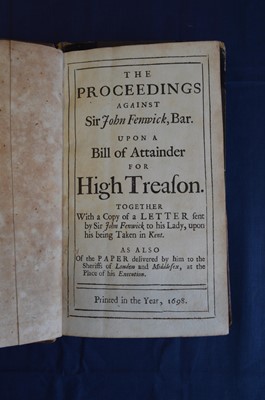 THE
PROCEEDINGS
AGAINST
Sir John Fenwick, Bar.
UPON A
Bill of Attainder
FOR
High Treaſon.
TOGETHER
With a Copy of a LETTER ſent
by Sir John Fenwick to his Lady, upon
his being Taken in Kent.
AS ALSO
Of the PAPER delivered by him to the
Sheriffs of London and Middleſex, at the
Place of his Execution.
Printed in the Year, 1698.